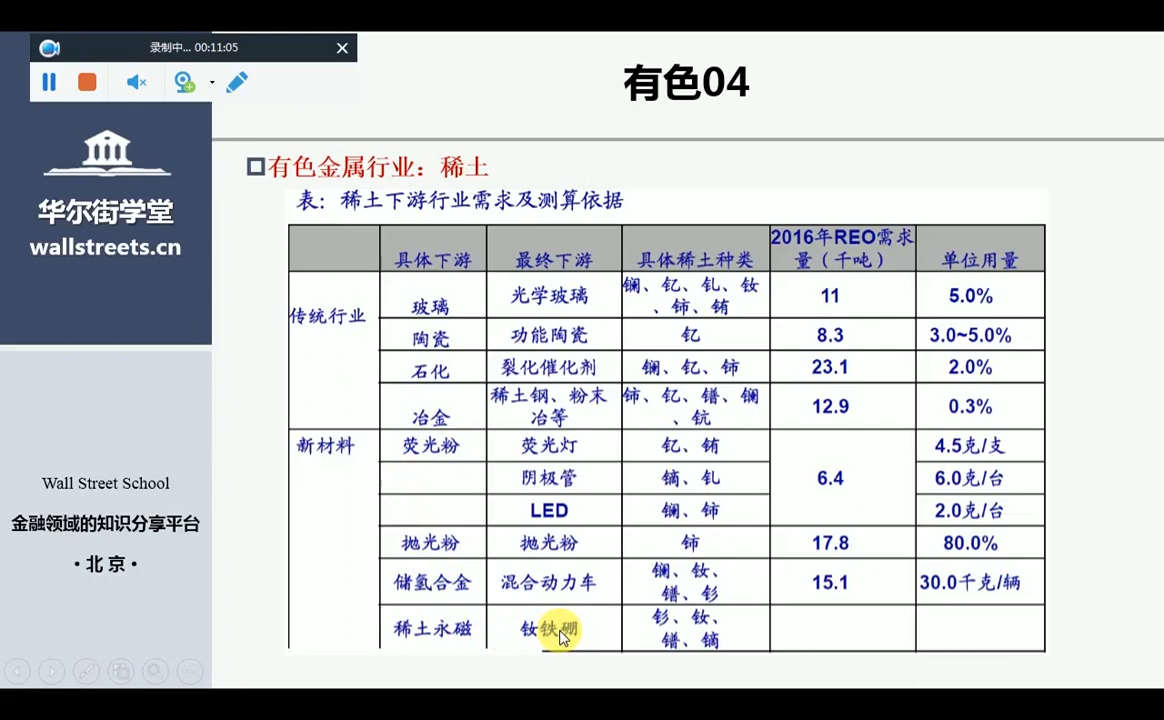 录制中... 00:11:05
有色04
华尔街学堂
wallstreets.cn
有色金属行业：稀土
表：稀土下游行业需求及测算依据
具体下游 最终下游 具体稀土种类 2016年REO需求量（千吨） 单位用量
传统行业 玻璃 光学玻璃 镧、钇、钆、钕、铈、铕 11 5.0%
陶瓷 功能陶瓷 钇 8.3 3.0~5.0%
石化 裂化催化剂 镧、钇、铈 23.1 2.0%
冶金 稀土钢、粉末冶等 铈、钇、镨、镧、钪 12.9 0.3%
新材料 荧光粉 荧光灯 钇、铕 6.4 4.5克/支
阴极管 镝、钆 6.0克/台
LED 镧、铈 2.0克/台
抛光粉 抛光粉 铈 17.8 80.0%
储氢合金 混合动力车 镧、钕、镨、钐 15.1 30.0千克/辆
稀土永磁 钕铁硼 钐、钕、镨、镝
Wall Street School
金融领域的知识分享平台
·北京·